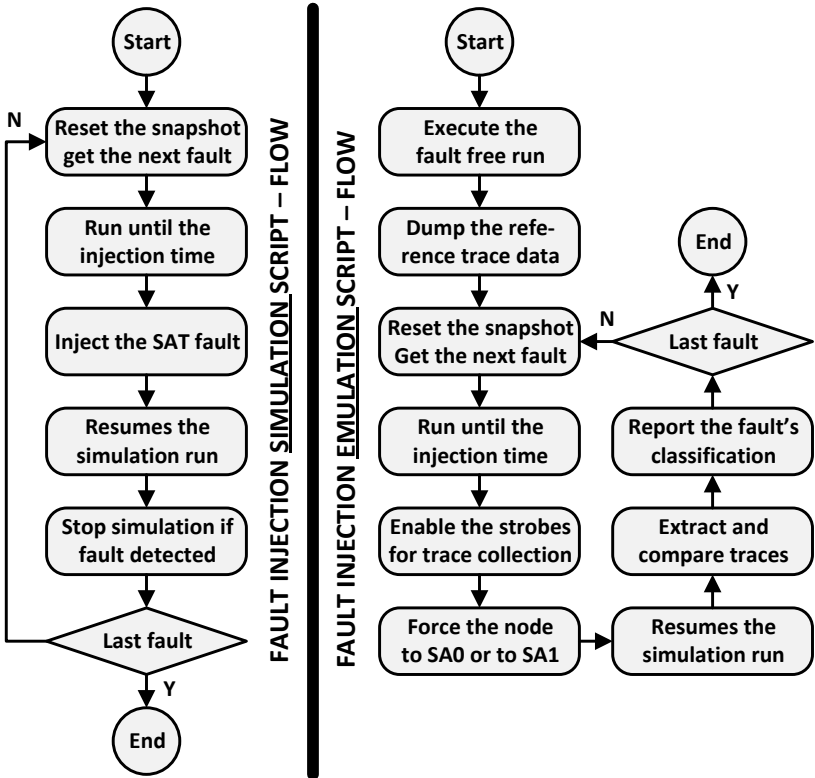 Start
N
Reset the snapshot
get the next fault
Run until the
injection time
Inject the SAT fault
Resumes the
simulation run
Stop simulation if
fault detected
Last fault
Y
End
FAULT INJECTION SIMULATION SCRIPT – FLOW
FAULT INJECTION EMULATION SCRIPT – FLOW
Start
Execute the
fault free run
Dump the refe-
rence trace data
Reset the snapshot
Get the next fault
Run until the
injection time
Enable the strobes
for trace collection
Force the node
to SA0 or to SA1
Resumes the
simulation run
Extract and
compare traces
Report the fault's
classification
Last fault
N
Y
End